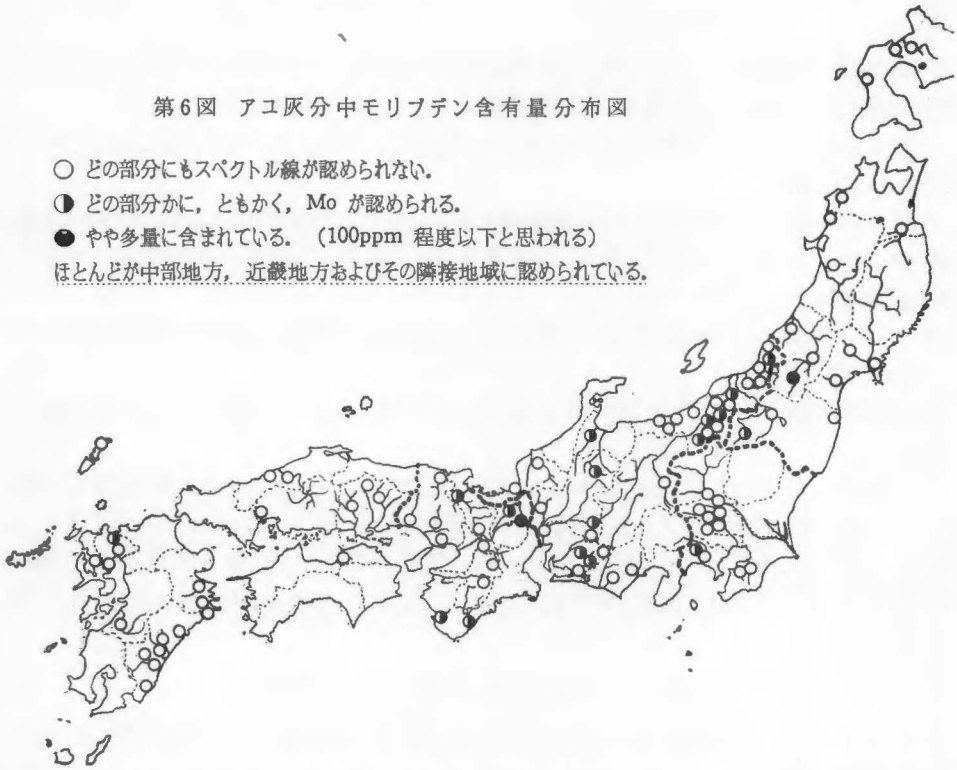 第6図 アユ灰分中モリブデン含有量分布図
○ どの部分にもスペクトル線が認められない。
◑ どの部分かに，ともかく，Mo が認められる。
● やや多量に含まれている。 (100ppm 程度以下と思われる)
ほとんどが中部地方，近畿地方およびその隣接地域に認められている。